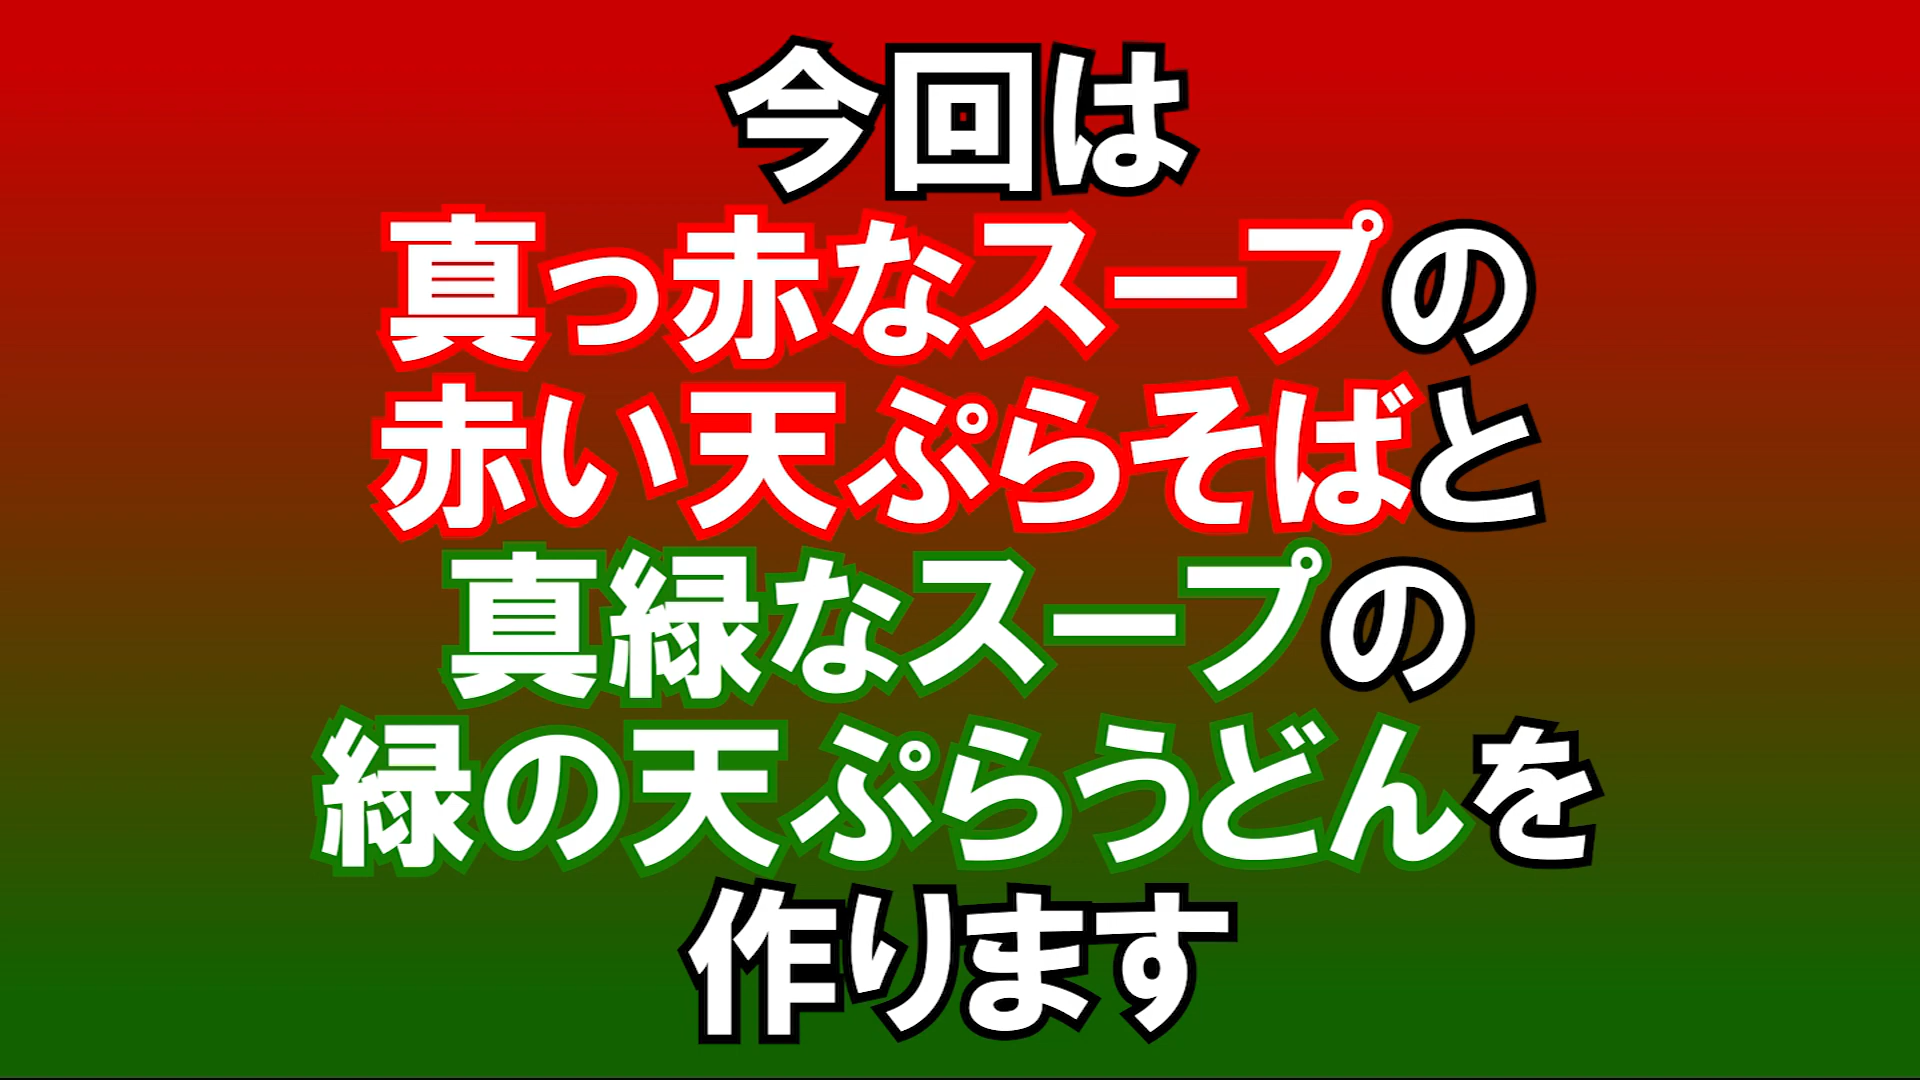 今回は
真っ赤なスープの
赤い天ぷらそばと
真緑なスープの
緑の天ぷらうどんを
作ります